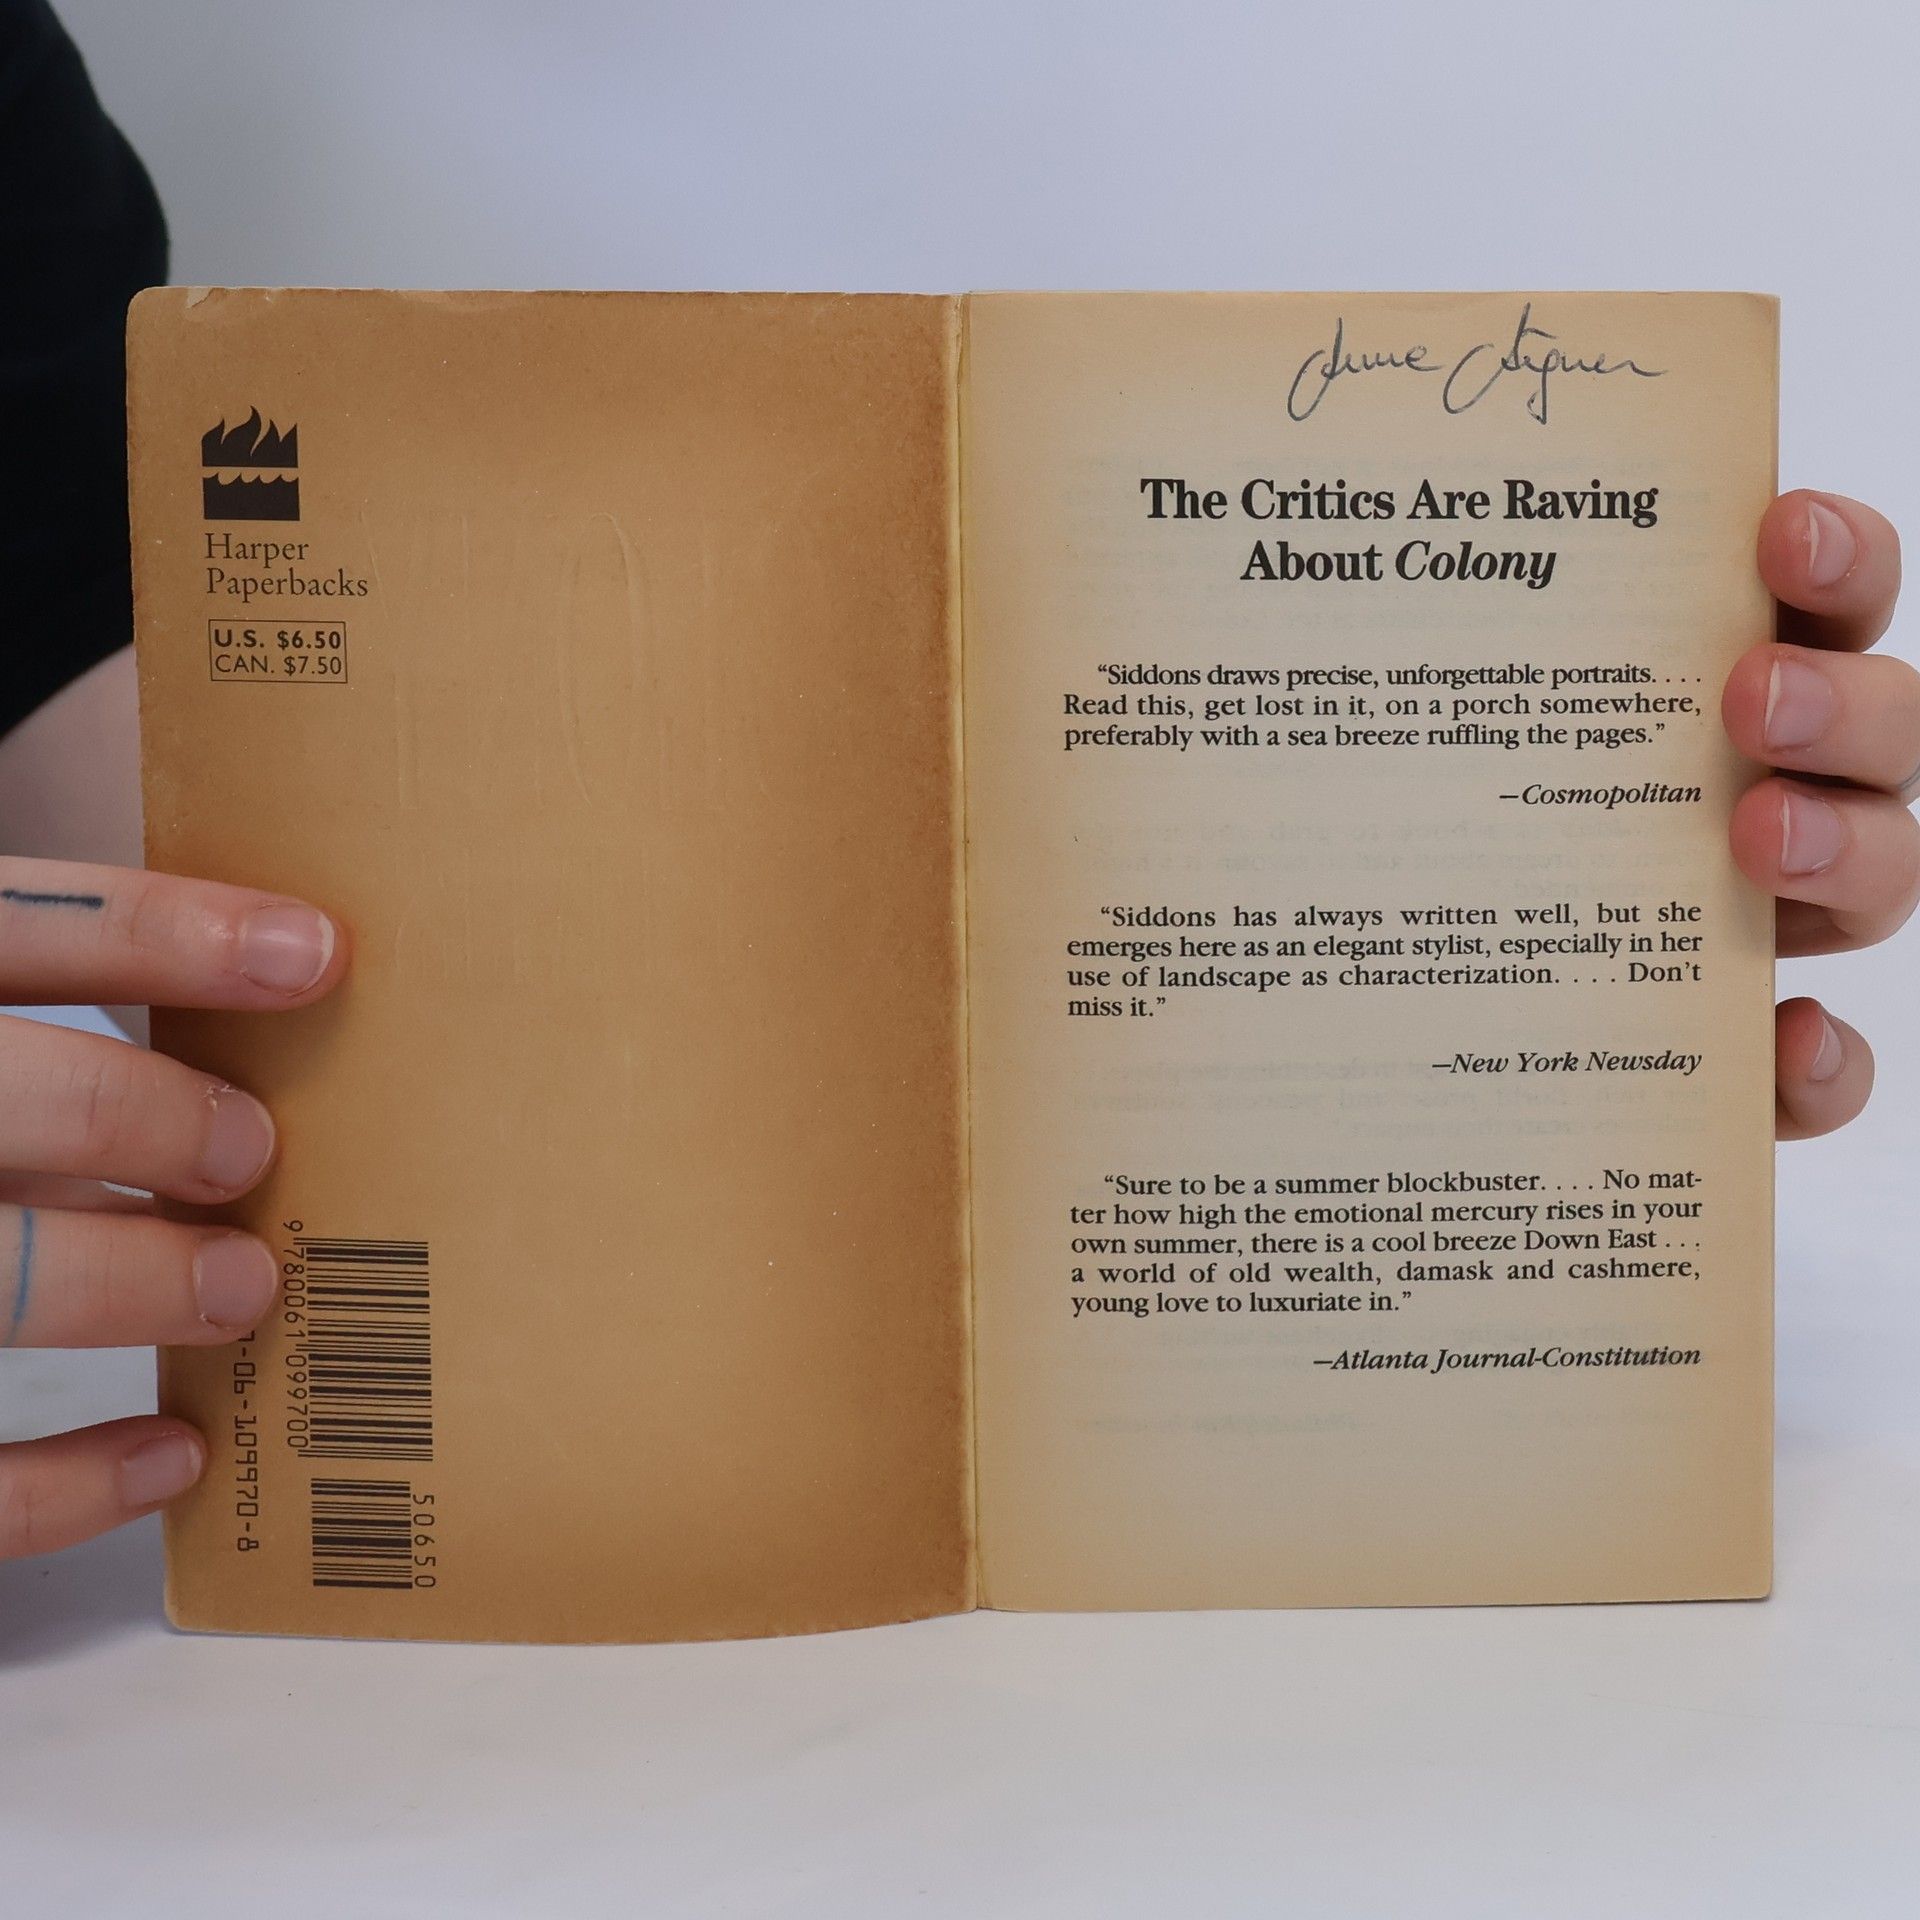 Harper
Paperbacks
U.S. $6.50
CAN. $7.50
9 780061 099700
-06-109970-8
50650
The Critics Are Raving
About Colony
“Siddons draws precise, unforgettable portraits. . . .
Read this, get lost in it, on a porch somewhere,
preferably with a sea breeze ruffling the pages.”
—Cosmopolitan
“Siddons has always written well, but she
emerges here as an elegant stylist, especially in her
use of landscape as characterization. . . . Don’t
miss it.”
—New York Newsday
“Sure to be a summer blockbuster. . . . No mat-
ter how high the emotional mercury rises in your
own summer, there is a cool breeze Down East . . .
a world of old wealth, damask and cashmere,
young love to luxuriate in.”
—Atlanta Journal-Constitution